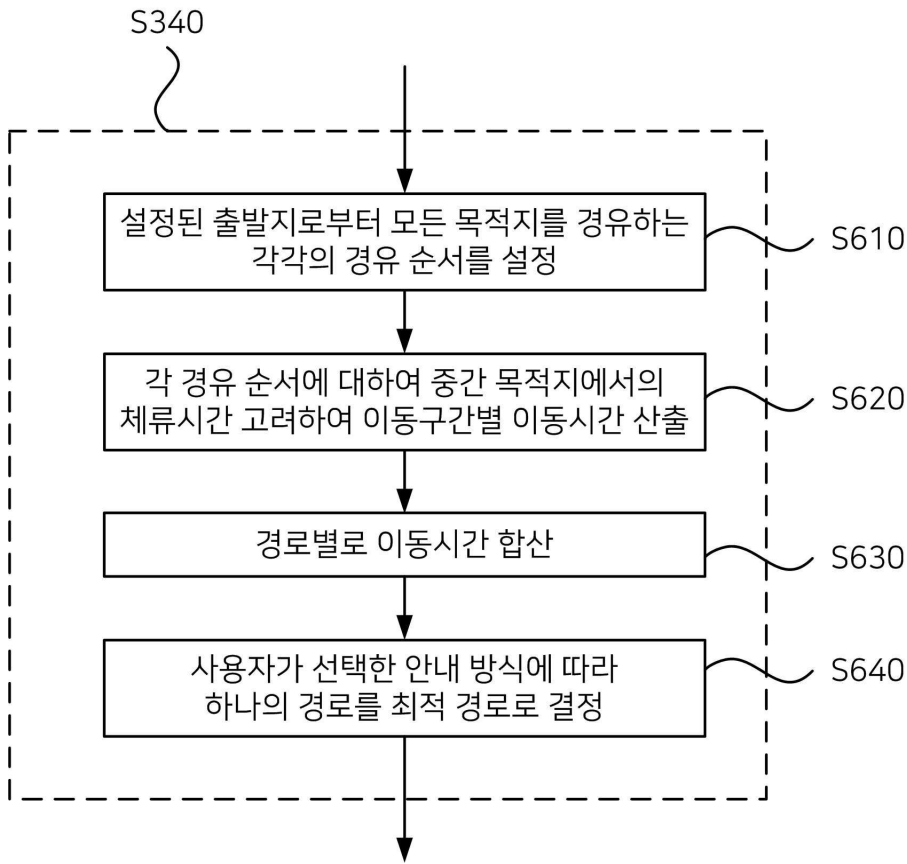 S340
설정된 출발지로부터 모든 목적지를 경유하는
각각의 경유 순서를 설정
S610
각 경유 순서에 대하여 중간 목적지에서의
체류시간 고려하여 이동구간별 이동시간 산출
S620
경로별로 이동시간 합산
S630
사용자가 선택한 안내 방식에 따라
하나의 경로를 최적 경로로 결정
S640